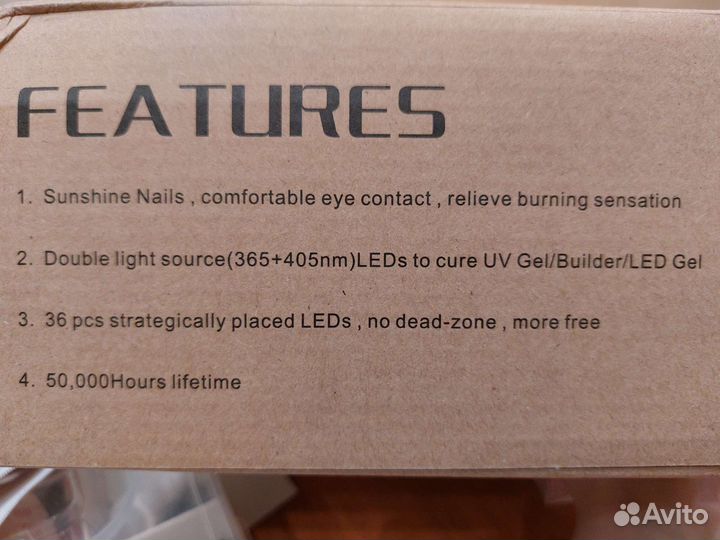 FEATURES
1. Sunshine Nails , comfortable eye contact , relieve burning sensation
2. Double light source(365+405nm)LEDs to cure UV Gel/Builder/LED Gel
3. 36 pcs strategically placed LEDs , no dead-zone , more free
4. 50,000Hours lifetime
Avito